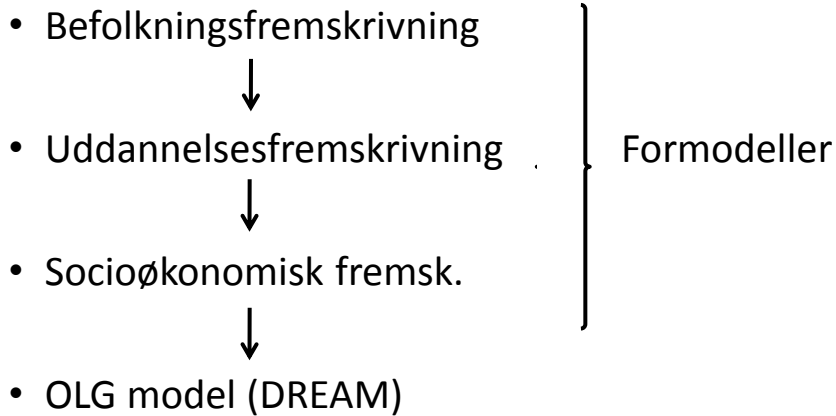 • Befolkningsfremskrivning
• Uddannelsesfremskrivning
Formodeller
• Socioøkonomisk fremsk.
• OLG model (DREAM)